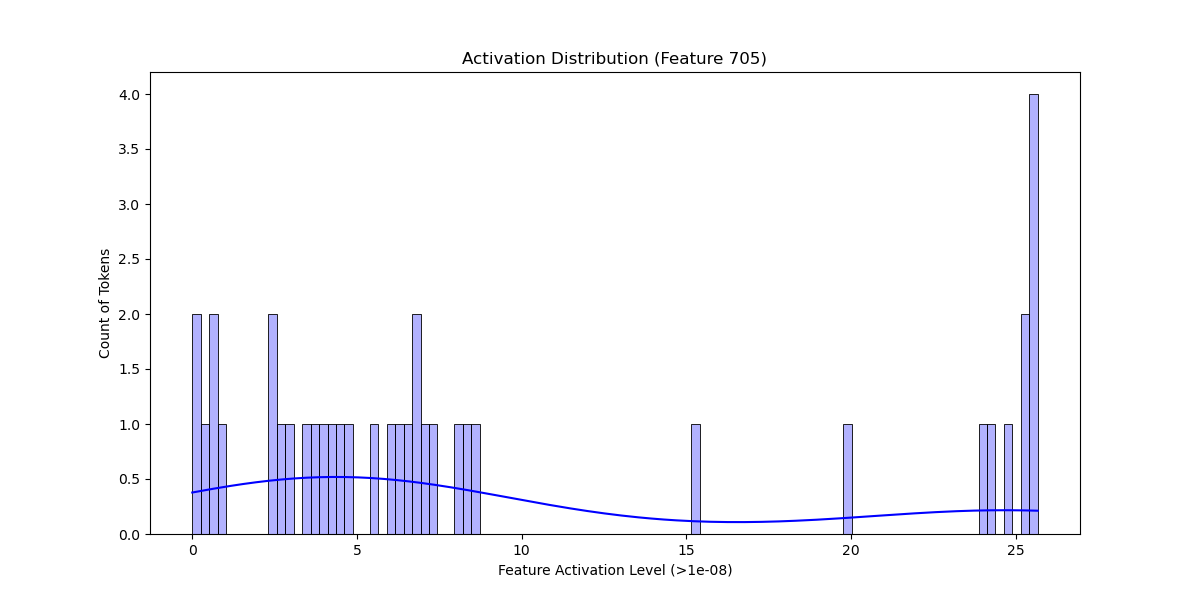 Activation Distribution (Feature 705)
4.0
3.5
3.0
2.5
2.0
1.5
1.0
0.5
0.0
Count of Tokens
0 5 10 15 20 25
Feature Activation Level (>1e-08)